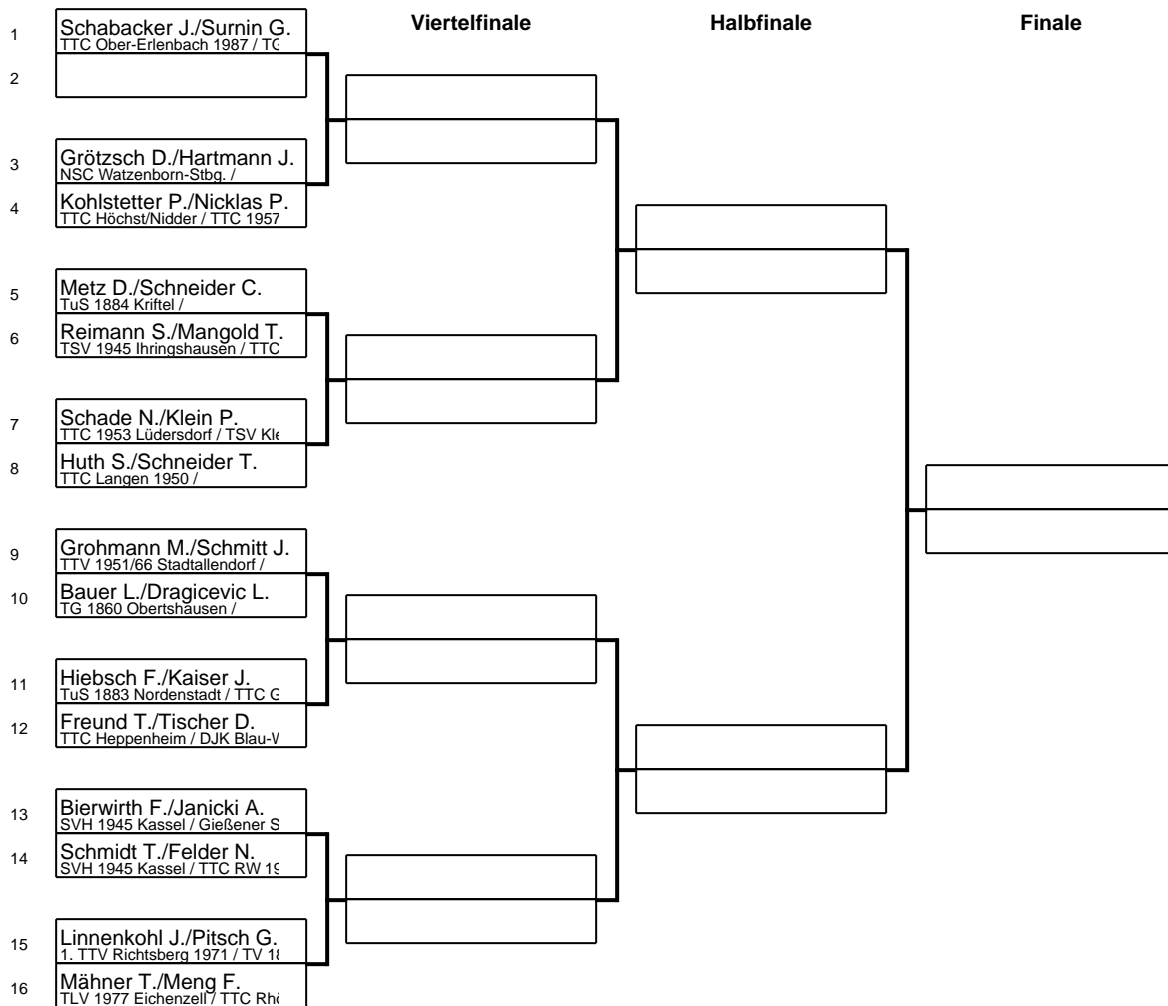 Viertelfinale Halbfinale Finale
1 Schabacker J./Surnin G.
TTC Ober-Erlenbach 1987 /
2
3 Grötzsch D./Hartmann J.
NSC Watzenborn-Stbg. /
4 Kohlstetter P./Nicklas P.
TTC Höchst/Nidder / TTC 1957
5 Metz D./Schneider C.
TuS 1884 Kriftel /
6 Reimann S./Mangold T.
TSV 1945 Ihringshausen / TTC
7 Schade N./Klein P.
TTC 1953 Lüdersdorf / TSV
8 Huth S./Schneider T.
TTC Langen 1950 /
9 Grohmann M./Schmitt J.
TTV 1951/66 Stadtallendorf /
10 Bauer L./Dragicevic L.
TG 1860 Obertshausen /
11 Hiebsch F./Kaiser J.
TuS 1883 Nordenstadt / TTC
12 Freund T./Tischer D.
TTC Heppenheim / DJK
13 Bierwirth F./Janicki A.
SVH 1945 Kassel / Gießener
14 Schmidt T./Felder N.
SVH 1945 Kassel / TTC RW
15 Linnenkohl J./Pitsch G.
1. TTV Richtsberg 1971 / TV
16 Mähner T./Meng F.
TLV 1977 Eichenzell / TTC